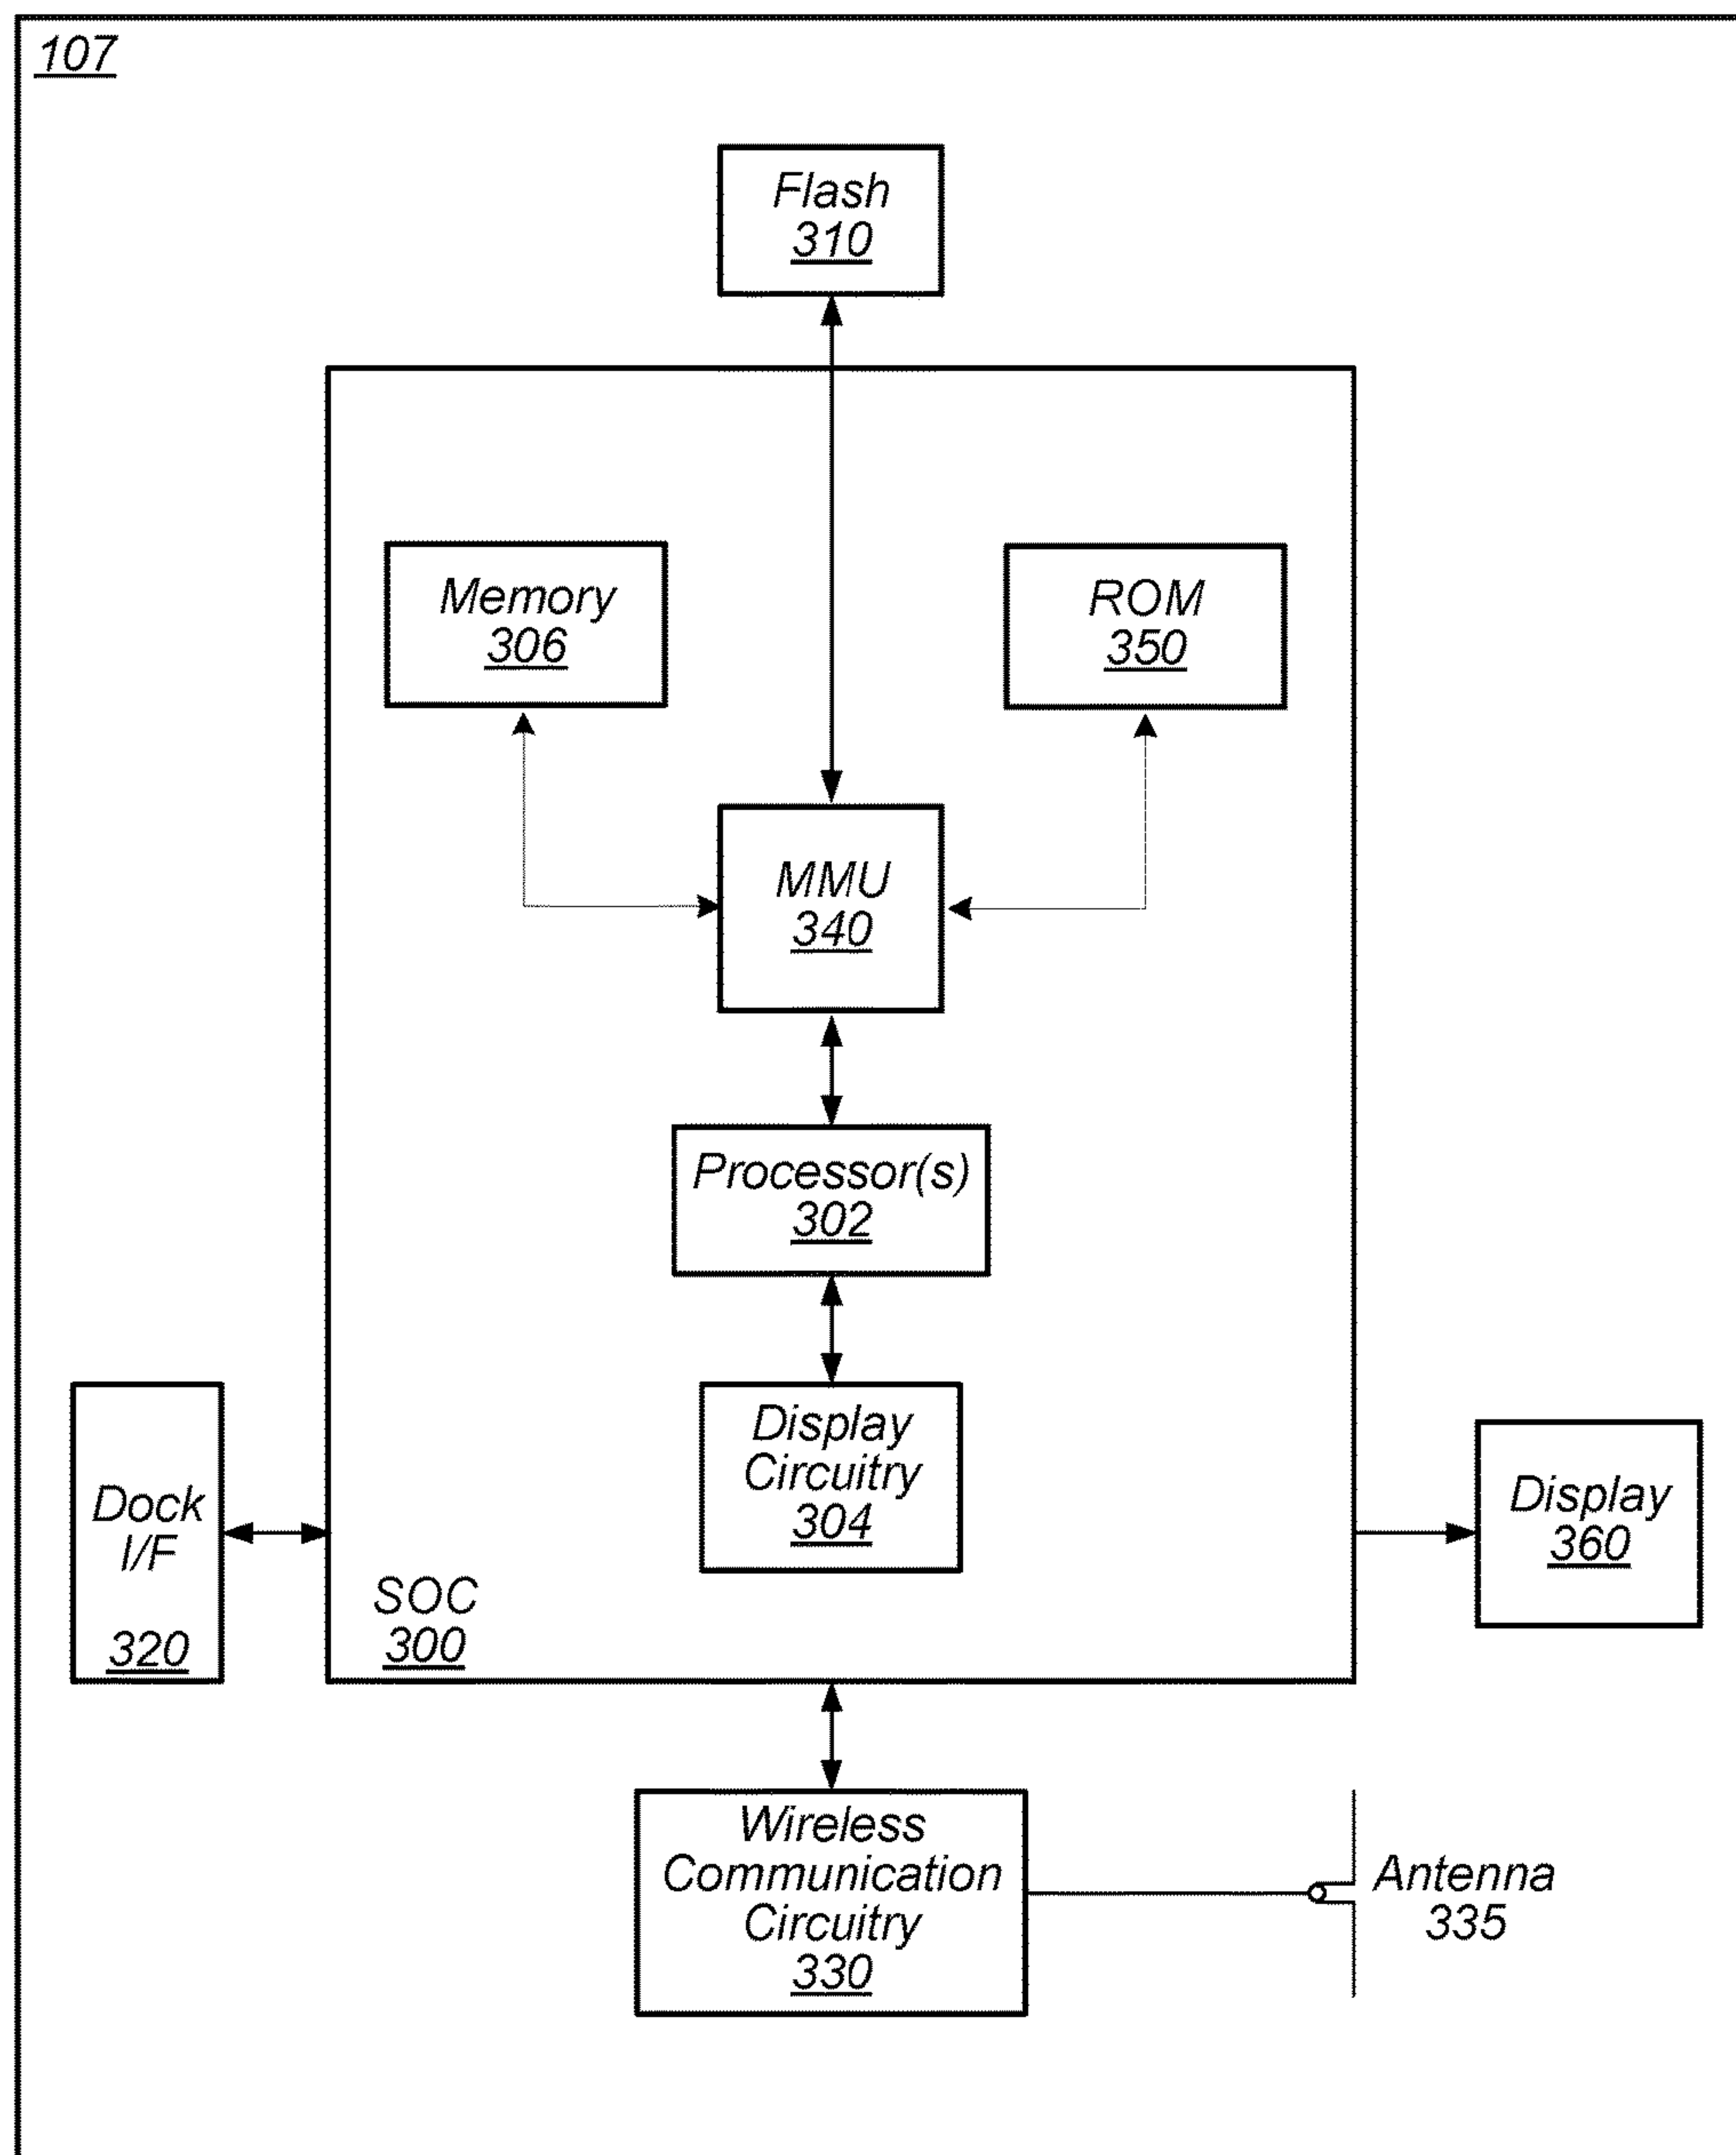 107
Flash
310
Memory
306
ROM
350
MMU
340
Processor(s)
302
Display
Circuitry
304
Dock
I/F
320
SOC
300
Display
360
Wireless
Communication
Circuitry
330
Antenna
335